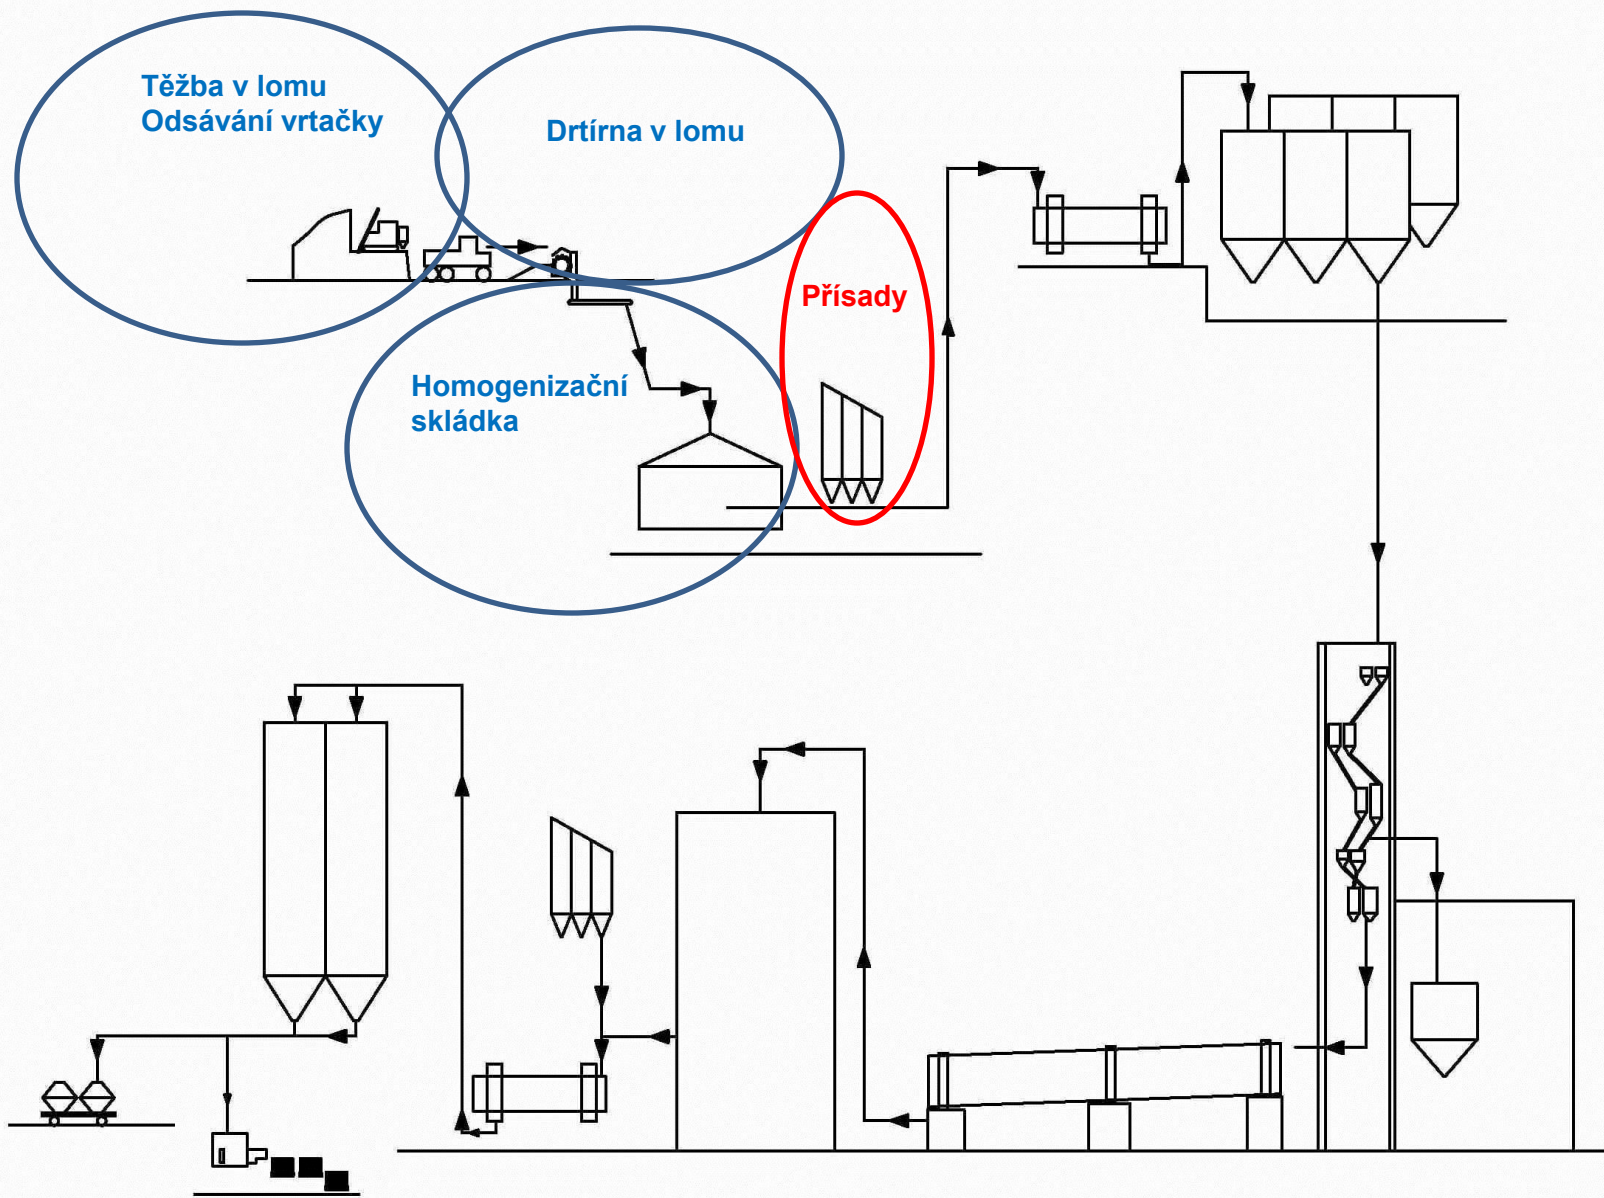 Těžba v lomu
Odsávání vrtačky
Drtírna v lomu
Přísady
Homogenizační
skládka